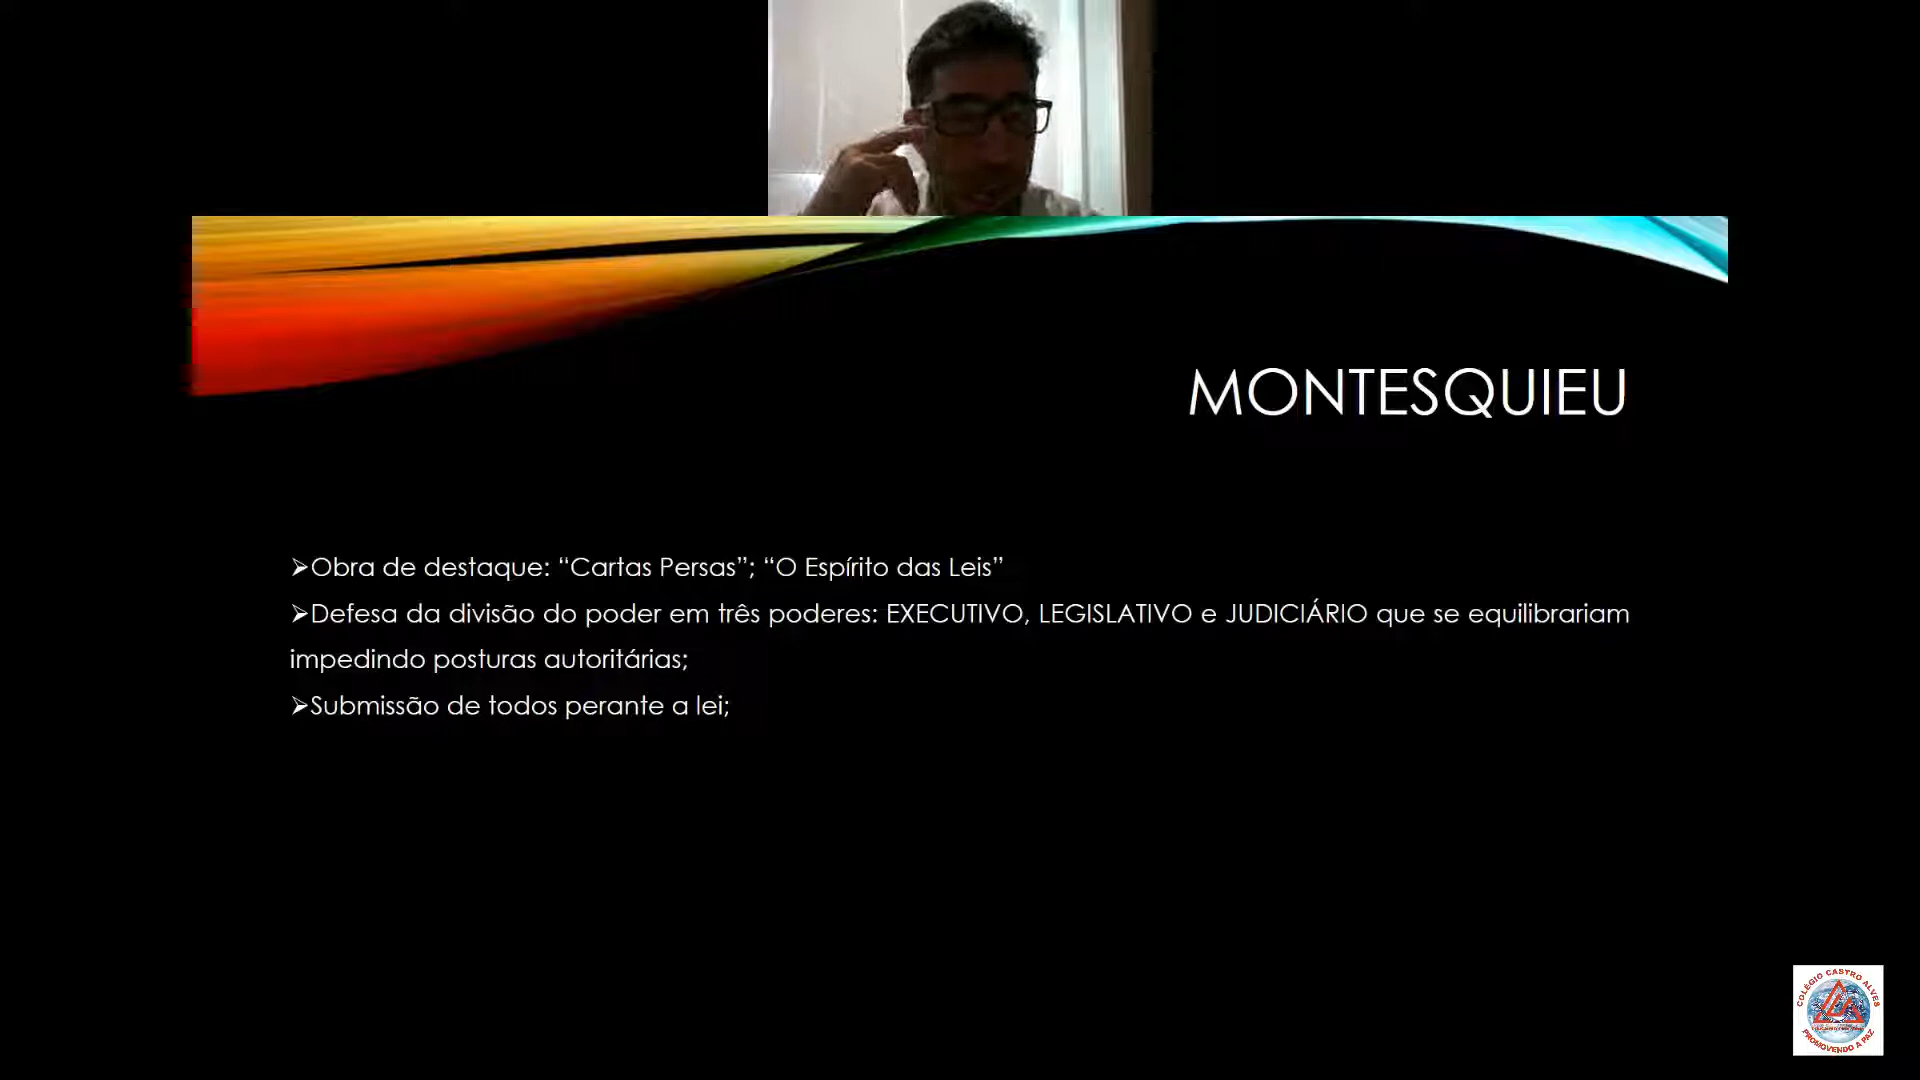 MONTESQUIEU
➢Obra de destaque: “Cartas Persas”; “O Espírito das Leis”
➢Defesa da divisão do poder em três poderes: EXECUTIVO, LEGISLATIVO e JUDICIÁRIO que se equilibrariam
impedindo posturas autoritárias;
➢Submissão de todos perante a lei;
COLÉGIO CASTRO ALVES
PROMOVENDO A PAZ